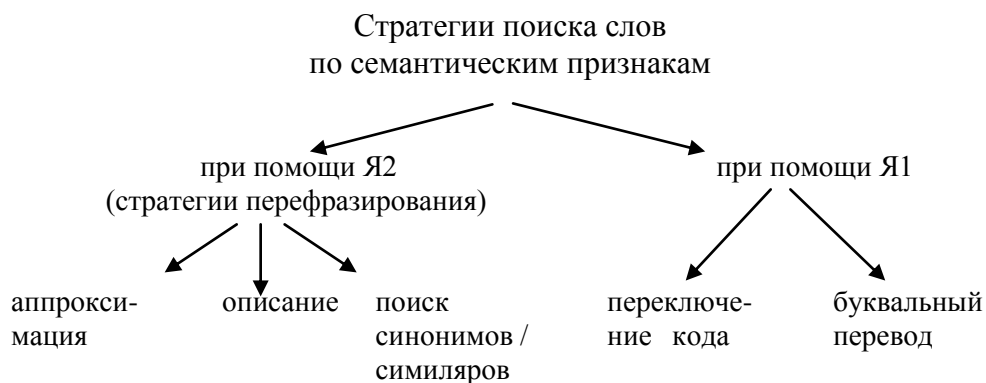 Стратегии поиска слов
по семантическим признакам
при помощи Я2
(стратегии перефразирования)
при помощи Я1
аппрокси-
мация
описание
поиск
синонимов /
симиляров
переключе-
ние кода
буквальный
перевод